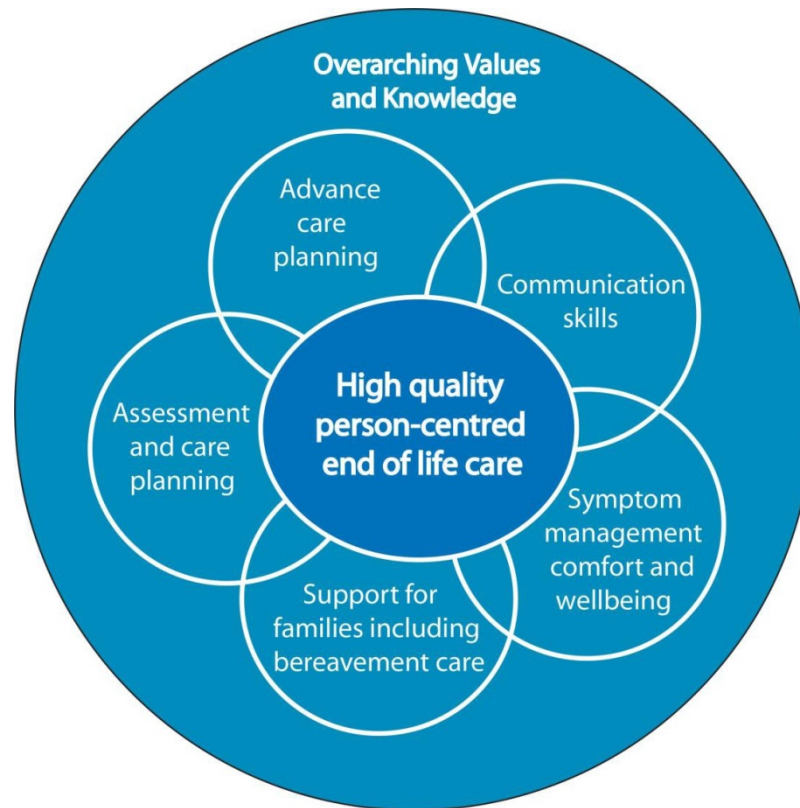 Overarching Values
and Knowledge
Advance
care
planning
Communication
skills
High quality
person-centred
end of life care
Assessment
and care
planning
Symptom
management
comfort and
wellbeing
Support for
families including
bereavement care